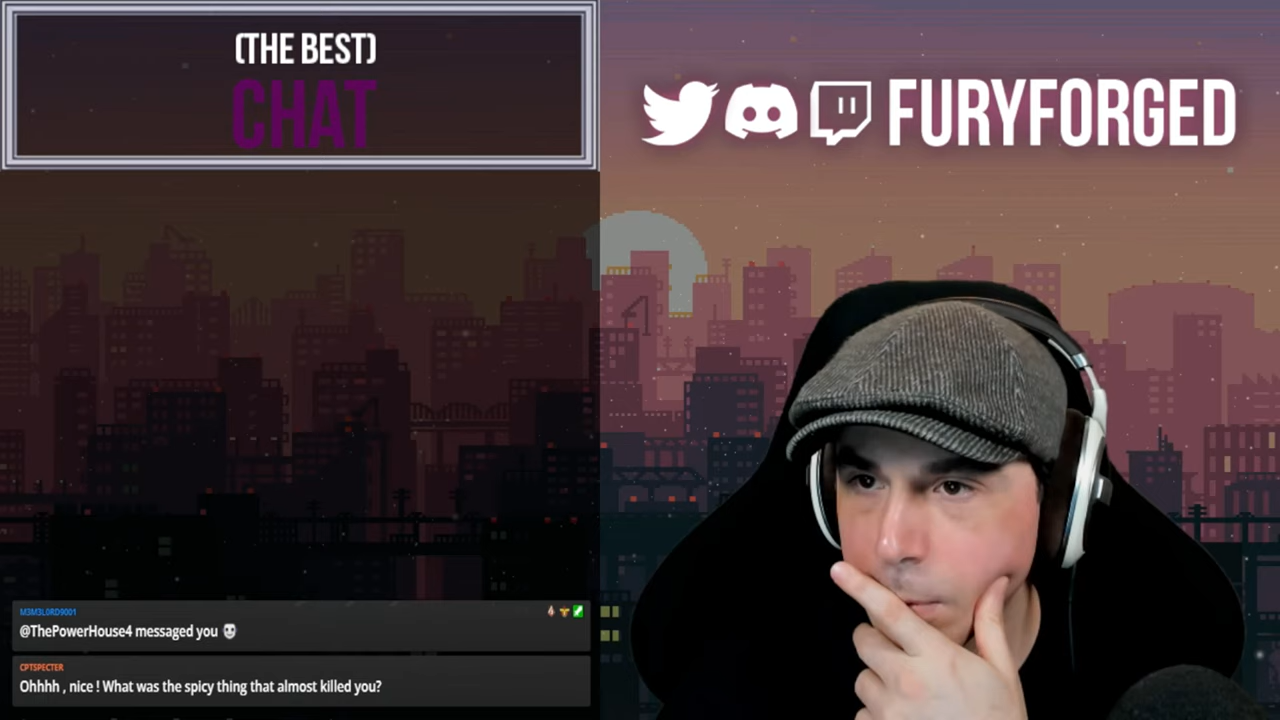 (THE BEST)
CHAT
FURYFORGED
M3M3L0RD9001
@ThePowerHouse4 messaged you
CPTSPECTER
Ohhhh , nice ! What was the spicy thing that almost killed you?